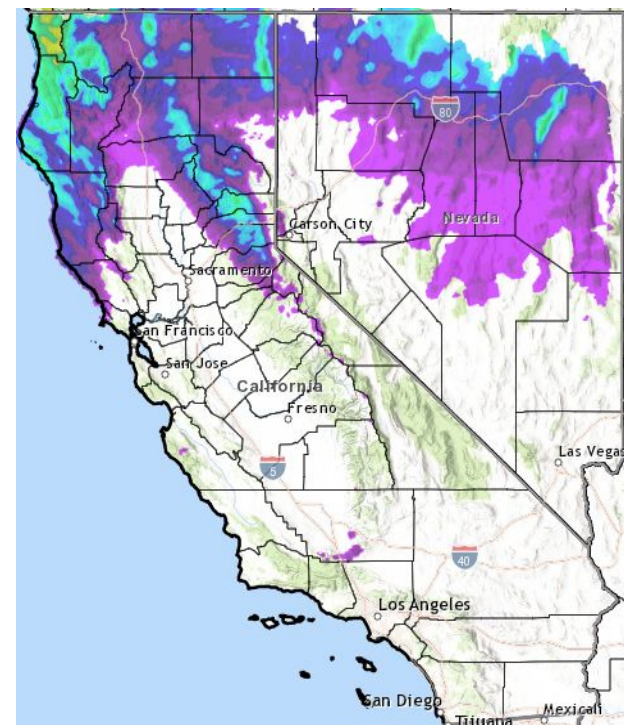 80
Nevada
Carson City
Sacramento
San Francisco
San Jose
California
Fresno
Las Vegas
5
40
Los Angeles
San Diego
Tijuana
Mexicali